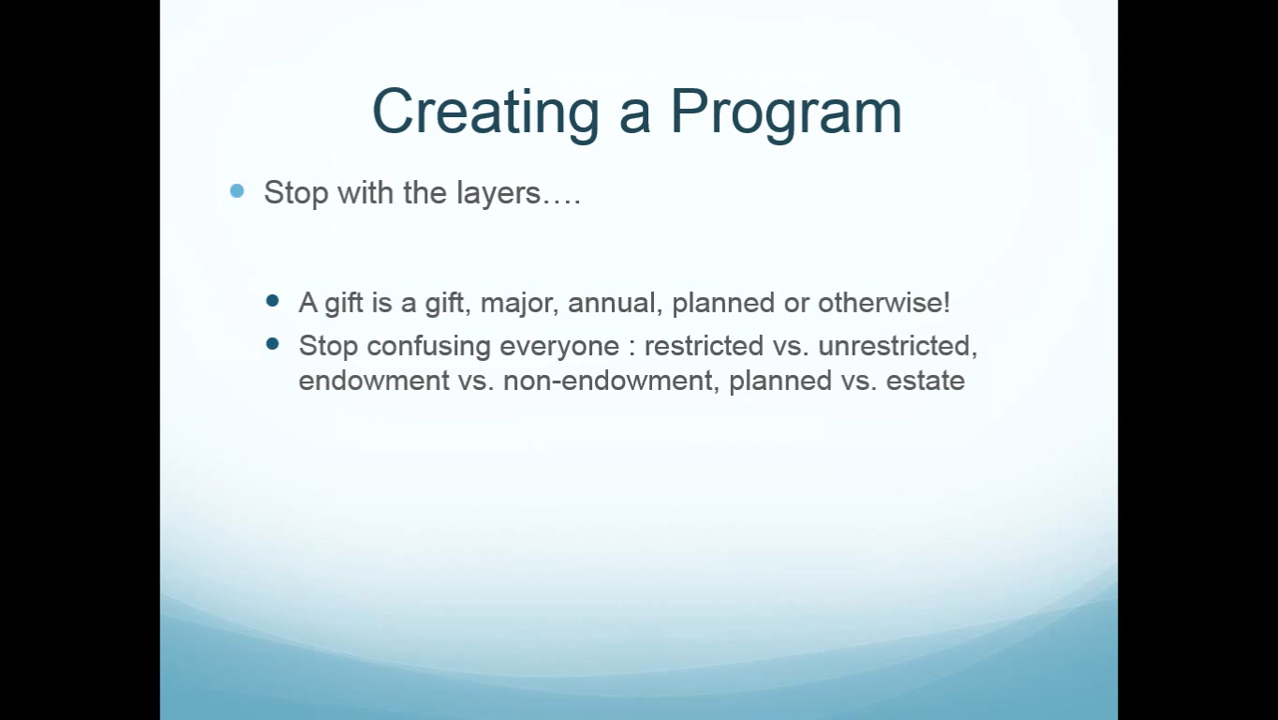 Creating a Program
Stop with the layers….
A gift is a gift, major, annual, planned or otherwise!
Stop confusing everyone : restricted vs. unrestricted,
endowment vs. non-endowment, planned vs. estate